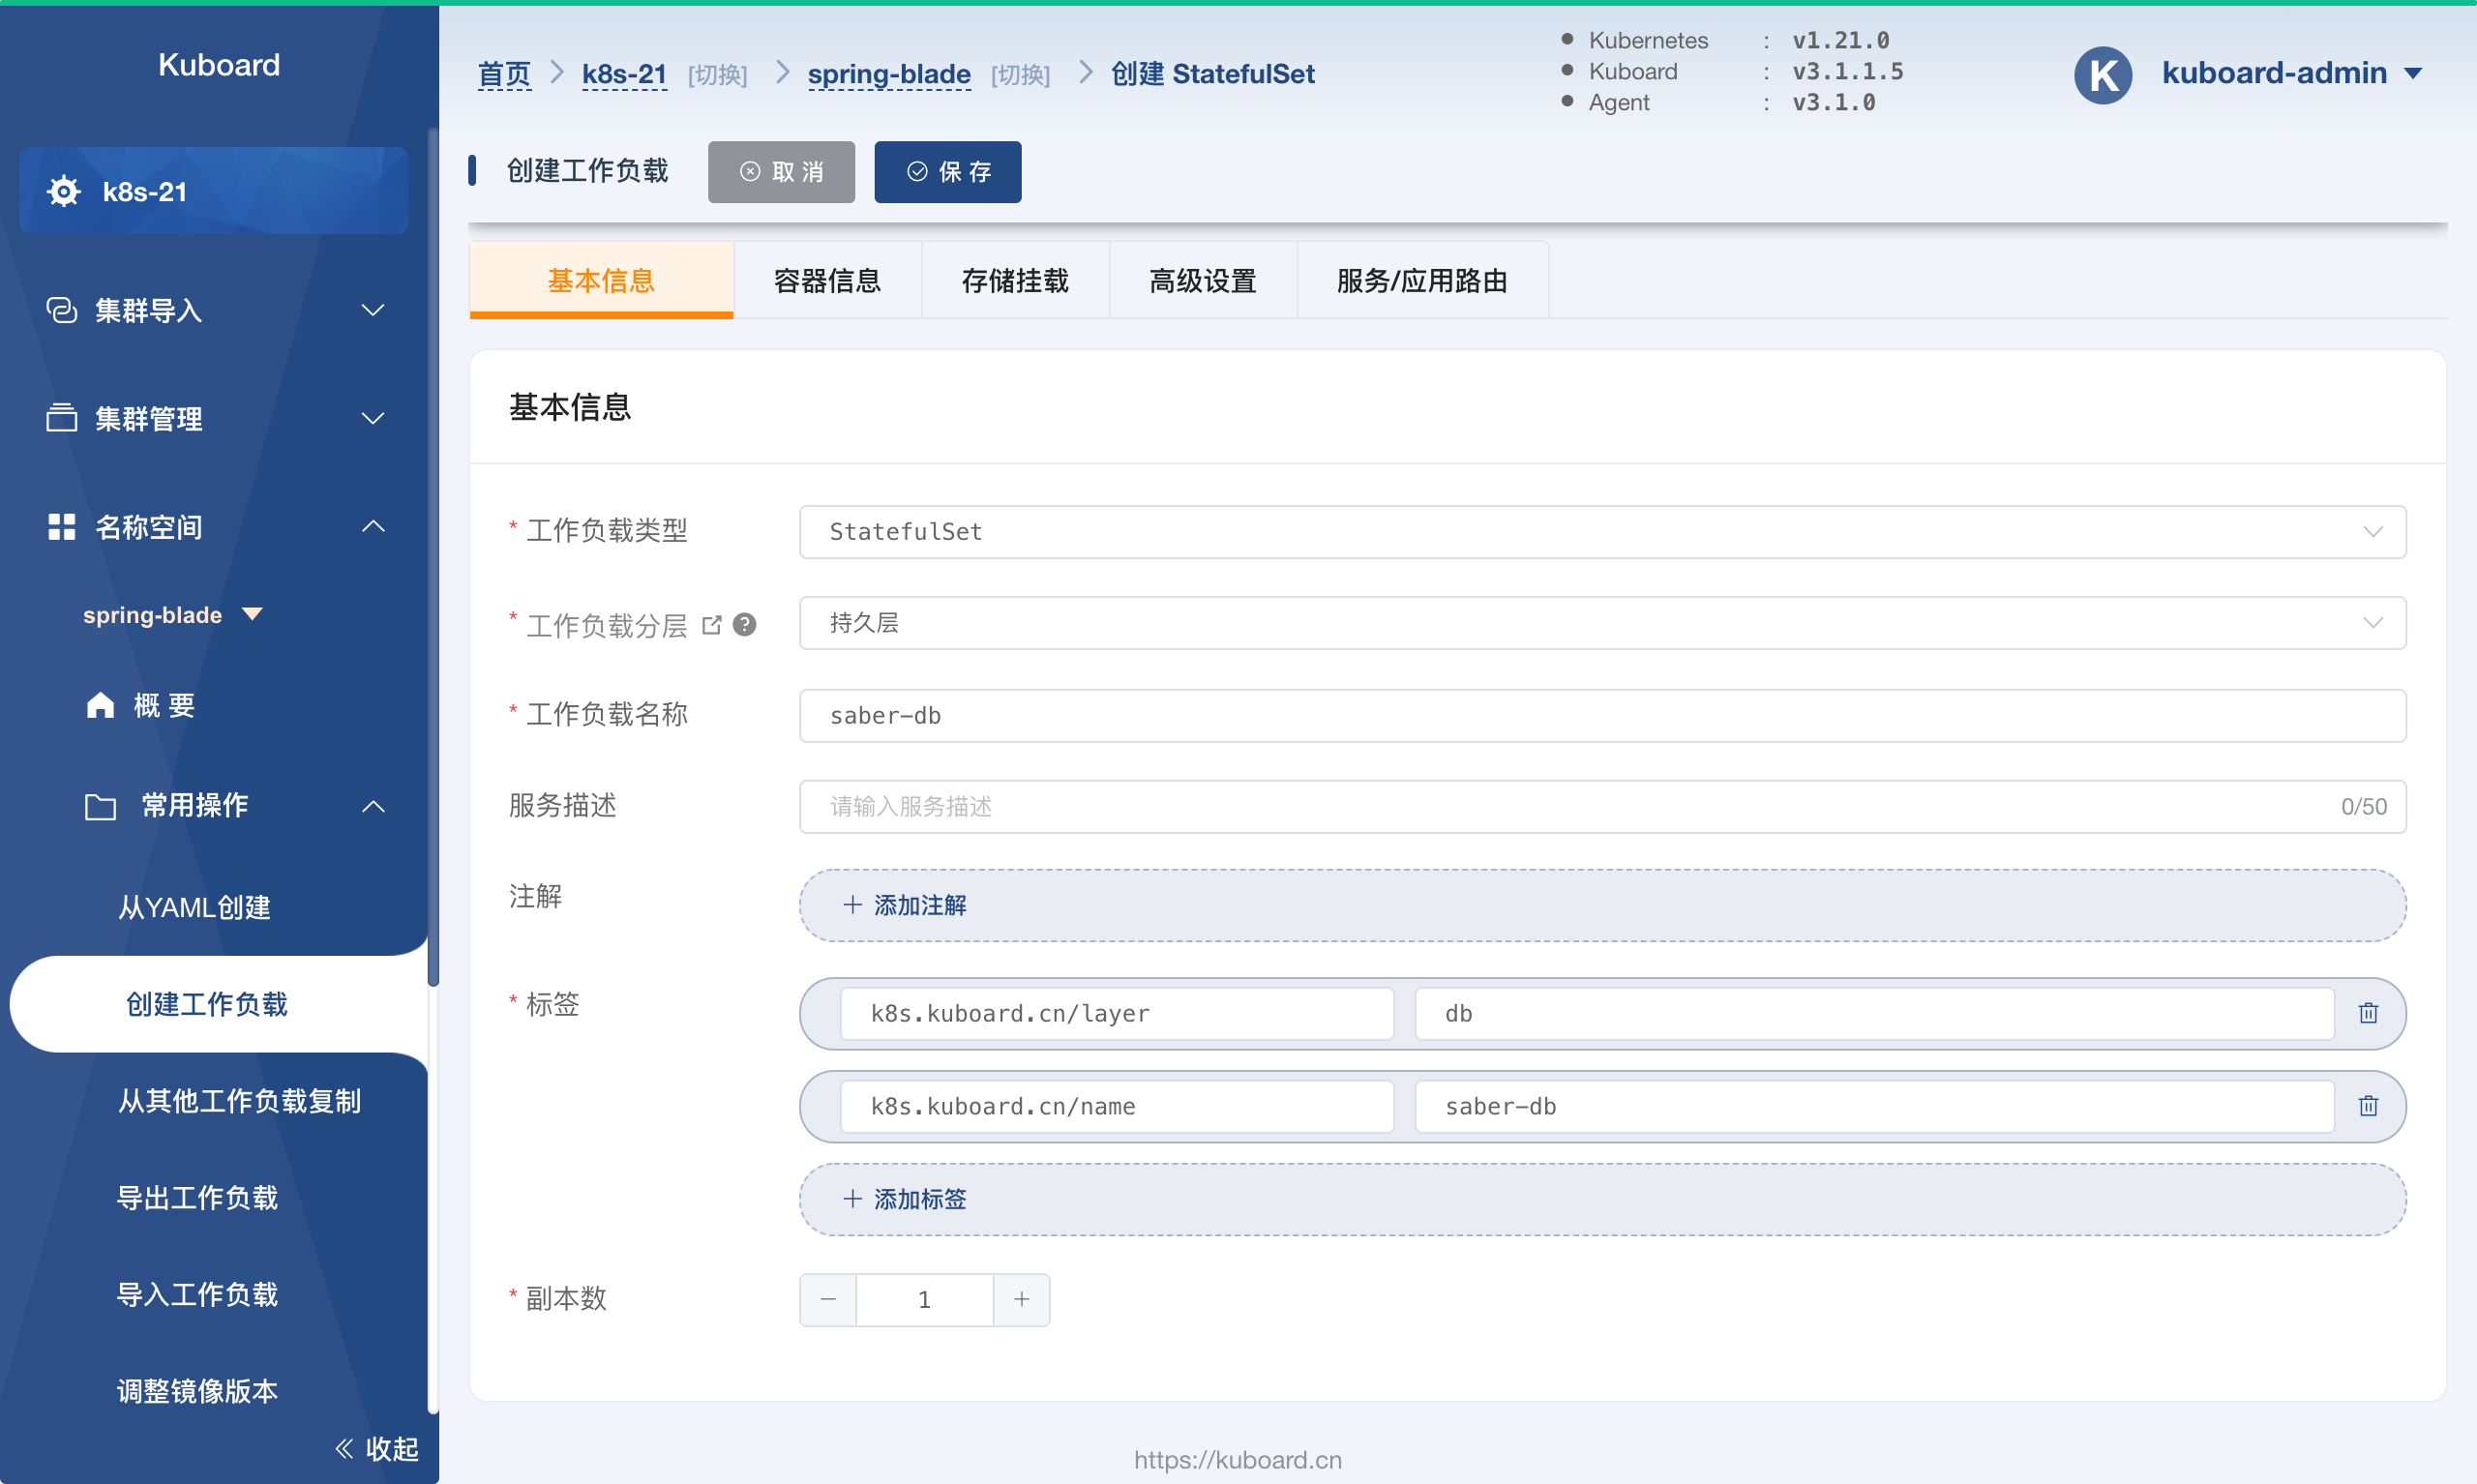 Kuboard
k8s-21
集群导入
集群管理
名称空间
spring-blade
概 要
常用操作
从YAML创建
创建工作负载
从其他工作负载复制
导出工作负载
导入工作负载
调整镜像版本
收起
首页 k8s-21 [切换] spring-blade [切换] 创建 StatefulSet
Kubernetes : v1.21.0
Kuboard : v3.1.1.5
Agent : v3.1.0
K kuboard-admin
创建工作负载 取 消 保 存
基本信息 容器信息 存储挂载 高级设置 服务/应用路由
基本信息
* 工作负载类型 StatefulSet
* 工作负载分层 ? 持久层
* 工作负载名称 saber-db
服务描述 请输入服务描述 0/50
注解 + 添加注解
* 标签 k8s.kuboard.cn/layer db
k8s.kuboard.cn/name saber-db
+ 添加标签
* 副本数 − 1 +
https://kuboard.cn